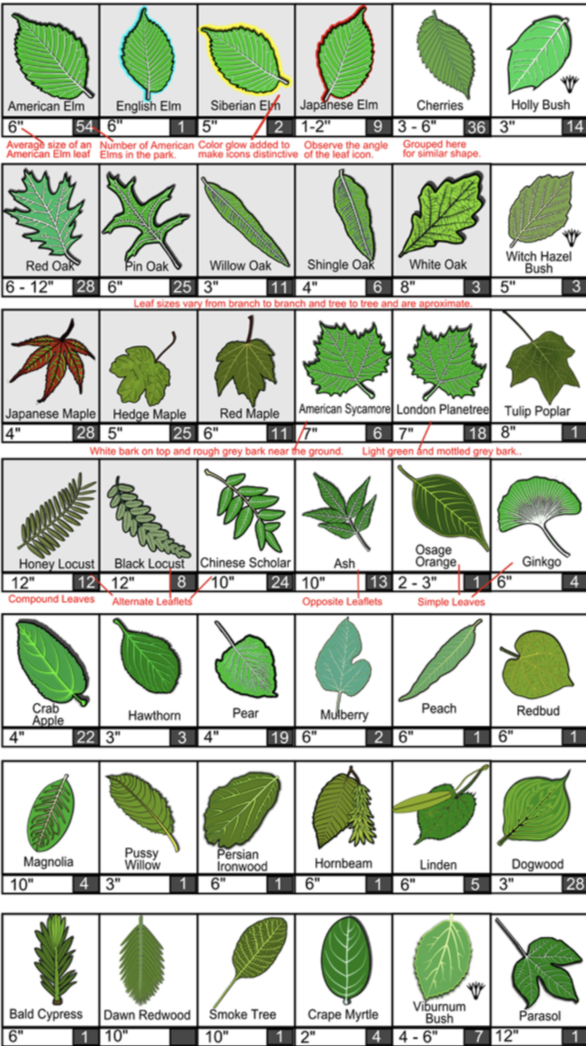 American Elm English Elm Siberian Elm Japanese Elm Cherries Holly Bush
6" 54 6" 1 5" 2 1-2" 9 3 - 6" 36 3" 14
Average size of an Number of American Color glow added to Observe the angle Grouped here
American Elm leaf Elms in the park. make icons distinctive of the leaf icon. for similar shape.
Red Oak Pin Oak Willow Oak Shingle Oak White Oak Witch Hazel
Bush
6 - 12" 28 6" 25 3" 11 4" 6 8" 3 5" 3
Leaf sizes vary from branch to branch and tree to tree and are aproximate.
Japanese Maple Hedge Maple Red Maple American Sycamore London Planetree Tulip Poplar
4" 28 5" 25 6" 11 7" 6 7" 18 8" 1
White bark on top and rough grey bark near the ground. Light green and mottled grey bark..
Honey Locust Black Locust Chinese Scholar Ash Osage Ginkgo
Orange
12" 12 12" 8 10" 24 10" 13 2 - 3" 1 6" 4
Compound Leaves Alternate Leaflets Opposite Leaflets Simple Leaves
Crab Hawthorn Pear Mulberry Peach Redbud
Apple
4" 22 3" 3 4" 19 6" 2 6" 1 6" 1
Magnolia Pussy Persian Hornbeam Linden Dogwood
Willow Ironwood
10" 4 3" 1 6" 1 6" 1 6" 5 3" 28
Bald Cypress Dawn Redwood Smoke Tree Crape Myrtle Viburnum Parasol
Bush
6" 1 10" 10" 1 2" 4 4 - 6" 7 12" 1